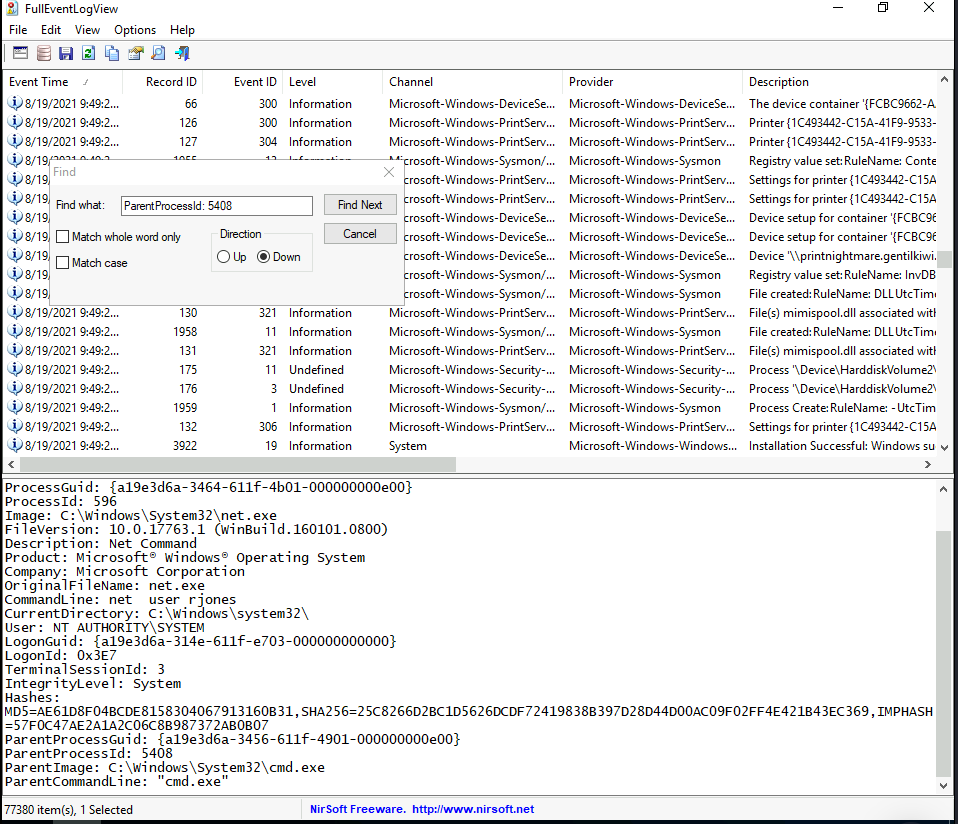 FullEventLogView
File Edit View Options Help
Event Time Record ID Event ID Level Channel Provider Description
8/19/2021 9:49:2... 66 300 Information Microsoft-Windows-DeviceSe... Microsoft-Windows-DeviceSe... The device container '{FCBC9662-A
8/19/2021 9:49:2... 126 300 Information Microsoft-Windows-PrintServ... Microsoft-Windows-PrintServ... Printer {1C493442-C15A-41F9-9533-
8/19/2021 9:49:2... 127 304 Information Microsoft-Windows-PrintServ... Microsoft-Windows-PrintServ... Printer {1C493442-C15A-41F9-9533-
8/19/2021 9:49:2... 1955 13 Information Microsoft-Windows-Sysmon/... Microsoft-Windows-Sysmon Registry value set:RuleName: Conte
8/19/ crosoft-Windows-PrintServ... Microsoft-Windows-PrintServ... Settings for printer {1C493442-C15A
8/19/ crosoft-Windows-PrintServ... Microsoft-Windows-PrintServ... Settings for printer {1C493442-C15A
8/19/ crosoft-Windows-DeviceSe... Microsoft-Windows-DeviceSe... Device setup for container '{FCBC96
8/19/ crosoft-Windows-DeviceSe... Microsoft-Windows-DeviceSe... Device setup for container '{FCBC96
8/19/ crosoft-Windows-DeviceSe... Microsoft-Windows-DeviceSe... Device '\\printnightmare.gentilkiwi.
8/19/ crosoft-Windows-Sysmon/... Microsoft-Windows-Sysmon Registry value set:RuleName: InvDB
8/19/ crosoft-Windows-Sysmon/... Microsoft-Windows-Sysmon File created:RuleName: DLLUtcTime
Find
Find what: ParentProcessId: 5408 Find Next
Match whole word only Direction Cancel
Match case Up Down
8/19/2021 9:49:2... 130 321 Information Microsoft-Windows-PrintServ... Microsoft-Windows-PrintServ... File(s) mimispool.dll associated with
8/19/2021 9:49:2... 1958 11 Information Microsoft-Windows-Sysmon/... Microsoft-Windows-Sysmon File created:RuleName: DLLUtcTime
8/19/2021 9:49:2... 131 321 Information Microsoft-Windows-PrintServ... Microsoft-Windows-PrintServ... File(s) mimispool.dll associated with
8/19/2021 9:49:2... 175 11 Undefined Microsoft-Windows-Security-... Microsoft-Windows-Security-... Process '\Device\HarddiskVolume2\
8/19/2021 9:49:2... 176 3 Undefined Microsoft-Windows-Security-... Microsoft-Windows-Security-... Process '\Device\HarddiskVolume2\
8/19/2021 9:49:2... 1959 1 Information Microsoft-Windows-Sysmon/... Microsoft-Windows-Sysmon Process Create:RuleName: -UtcTim
8/19/2021 9:49:2... 132 306 Information Microsoft-Windows-PrintServ... Microsoft-Windows-PrintServ... Settings for printer {1C493442-C15A
8/19/2021 9:49:2... 3922 19 Information System Microsoft-Windows-Windows... Installation Successful: Windows su
ProcessGuid: {a19e3d6a-3464-611f-4b01-000000000e00}
ProcessId: 596
Image: C:\Windows\System32\net.exe
FileVersion: 10.0.17763.1 (WinBuild.160101.0800)
Description: Net Command
Product: Microsoft® Windows® Operating System
Company: Microsoft Corporation
OriginalFileName: net.exe
CommandLine: net  user rjones
CurrentDirectory: C:\Windows\system32\
User: NT AUTHORITY\SYSTEM
LogonGuid: {a19e3d6a-314e-611f-e703-000000000000}
LogonId: 0x3E7
TerminalSessionId: 3
IntegrityLevel: System
Hashes:
MD5=AE61D8F04BCDE8158304067913160B31,SHA256=25C8266D2BC1D5626DCDF72419838B397D28D44D00AC09F02FF4E421B43EC369,IMPHASH
=57F0C47AE2A1A2C06C8B987372AB0B07
ParentProcessGuid: {a19e3d6a-3456-611f-4901-000000000e00}
ParentProcessId: 5408
ParentImage: C:\Windows\System32\cmd.exe
ParentCommandLine: "cmd.exe"
77380 item(s), 1 Selected NirSoft Freeware. http://www.nirsoft.net